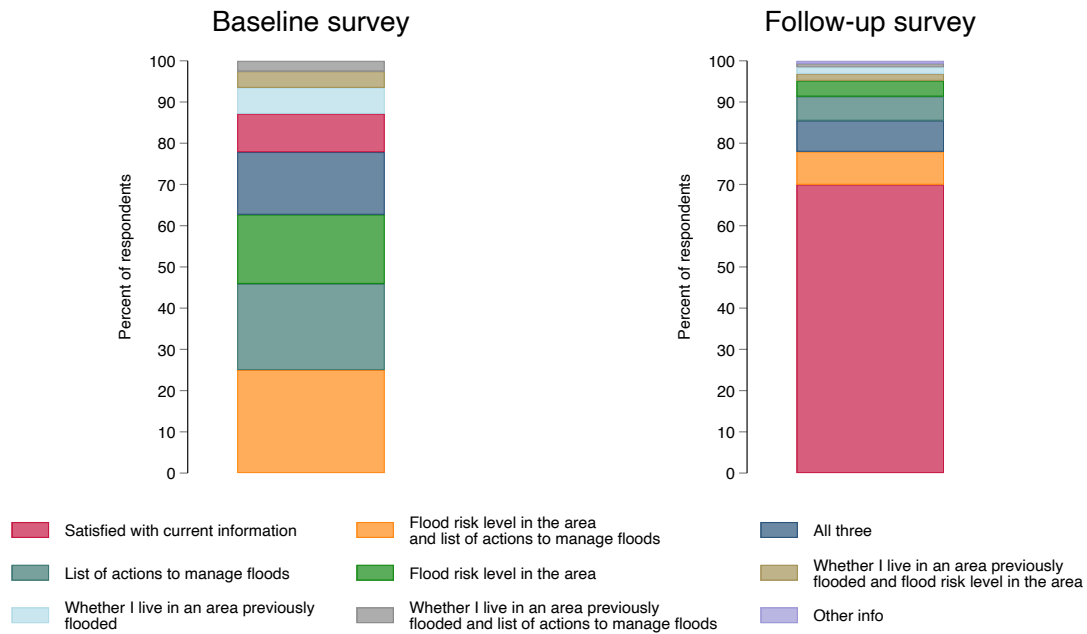 Baseline survey
Follow-up survey
Percent of respondents
100
90
80
70
60
50
40
30
20
10
0
Percent of respondents
100
90
80
70
60
50
40
30
20
10
0
Satisfied with current information
Flood risk level in the area
and list of actions to manage floods
All three
List of actions to manage floods
Flood risk level in the area
Whether I live in an area previously
flooded and flood risk level in the area
Whether I live in an area previously
flooded
Whether I live in an area previously
flooded and list of actions to manage floods
Other info